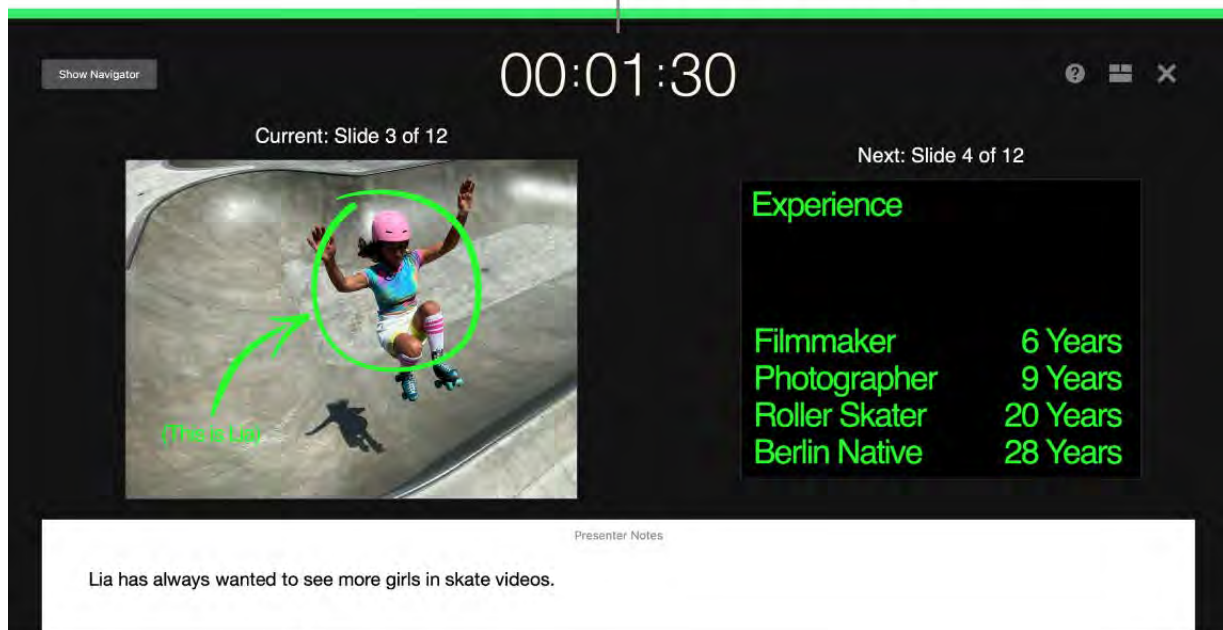 Show Navigator
00:01:30
?
Current: Slide 3 of 12
(This is Lia)
Next: Slide 4 of 12
Experience
Filmmaker 6 Years
Photographer 9 Years
Roller Skater 20 Years
Berlin Native 28 Years
Presenter Notes
Lia has always wanted to see more girls in skate videos.